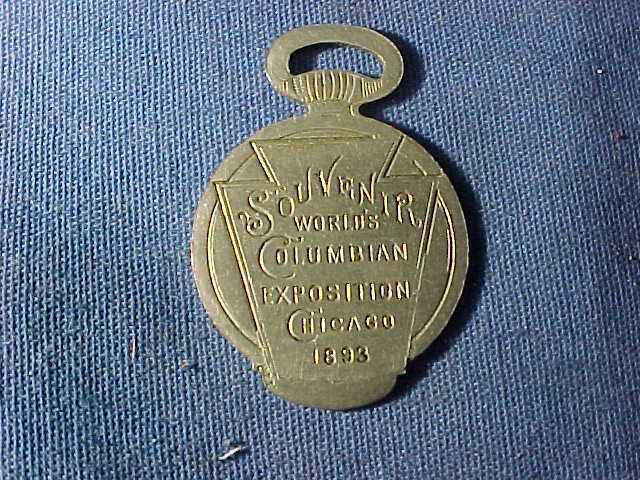 SOUVENIR
WORLD'S
COLUMBIAN
EXPOSITION
CHICAGO
1893